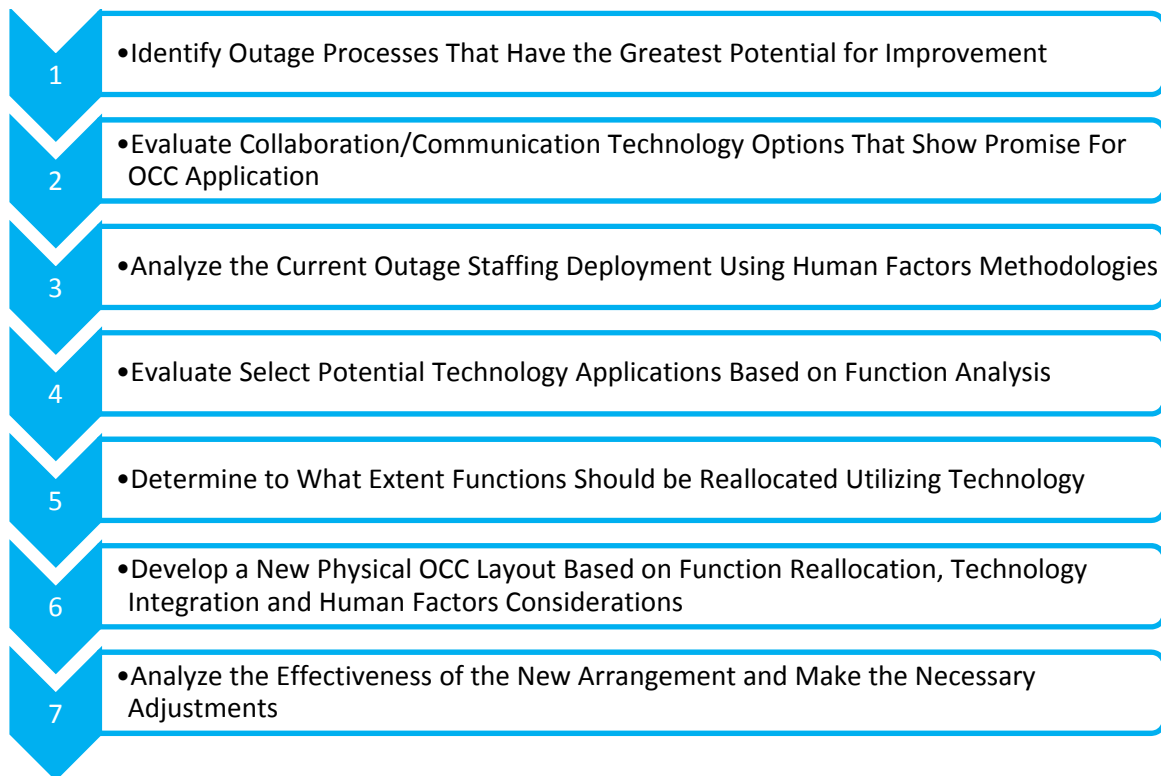 1
•Identify Outage Processes That Have the Greatest Potential for Improvement
2
•Evaluate Collaboration/Communication Technology Options That Show Promise For
OCC Application
3
•Analyze the Current Outage Staffing Deployment Using Human Factors Methodologies
4
•Evaluate Select Potential Technology Applications Based on Function Analysis
5
•Determine to What Extent Functions Should be Reallocated Utilizing Technology
6
•Develop a New Physical OCC Layout Based on Function Reallocation, Technology
Integration and Human Factors Considerations
7
•Analyze the Effectiveness of the New Arrangement and Make the Necessary
Adjustments